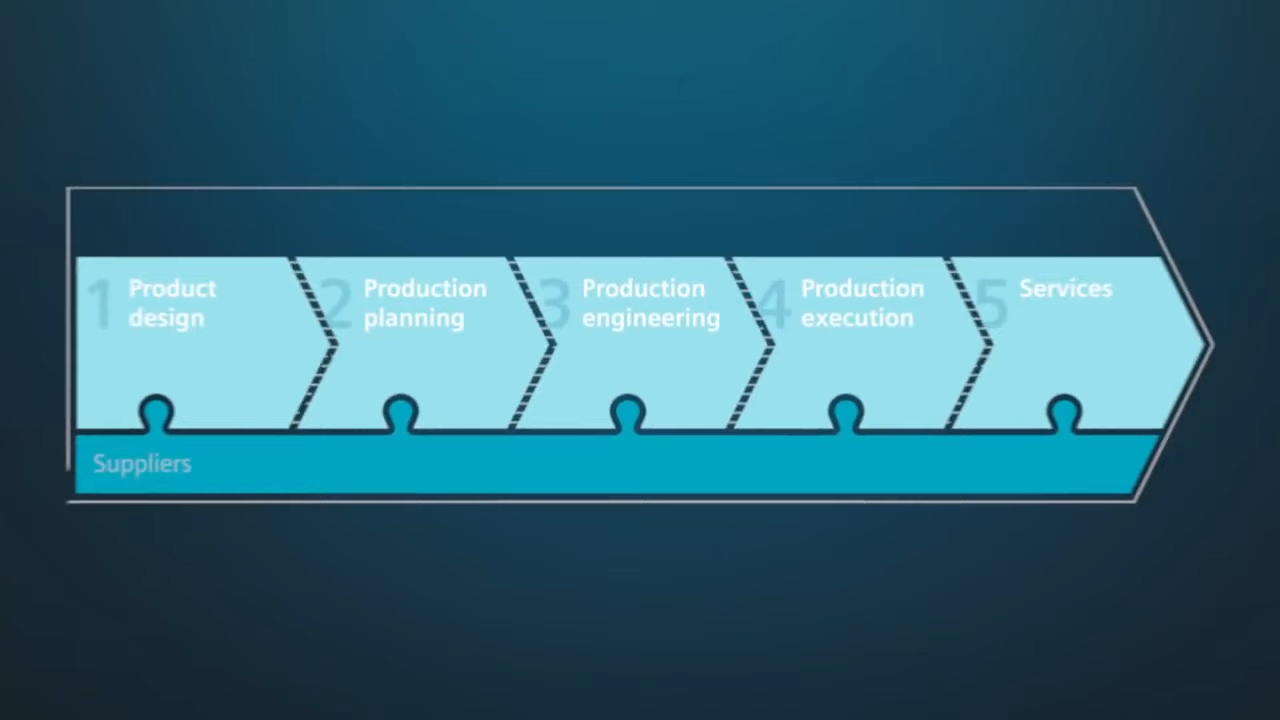 1 Product
design
2 Production
planning
3 Production
engineering
4 Production
execution
5 Services
Suppliers